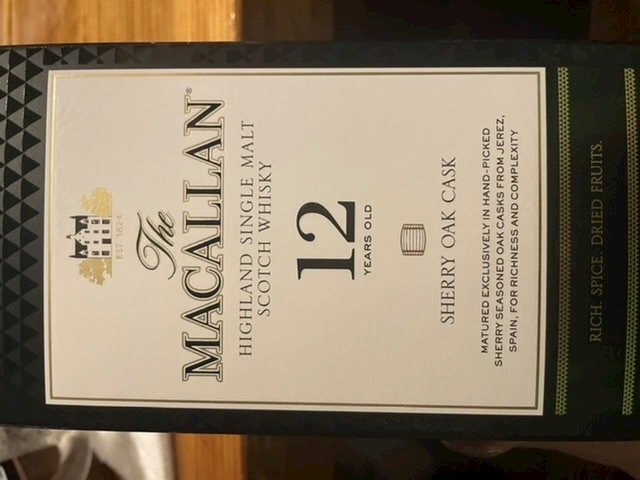 EST. 1824
The
MACALLAN®
HIGHLAND SINGLE MALT
SCOTCH WHISKY
12
YEARS OLD
SHERRY OAK CASK
MATURED EXCLUSIVELY IN HAND-PICKED
SHERRY SEASONED OAK CASKS FROM JEREZ,
SPAIN, FOR RICHNESS AND COMPLEXITY
RICH. SPICE. DRIED FRUITS.